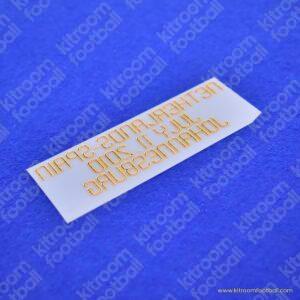 NETHERLANDS-SPAIN
JULY 11 2010
JOHANNESBURG
kitroom football
www.kitroomfootball.com